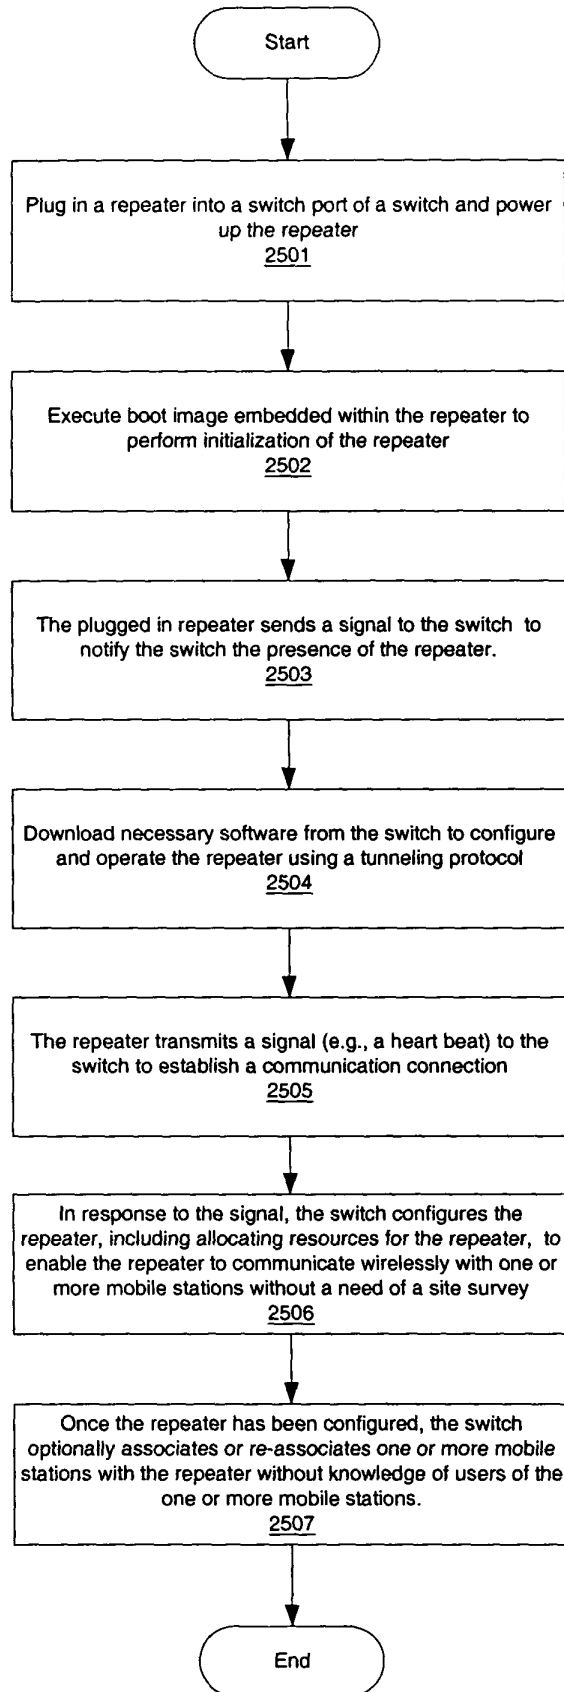 Start
Plug in a repeater into a switch port of a switch and power
up the repeater
2501
Execute boot image embedded within the repeater to
perform initialization of the repeater
2502
The plugged in repeater sends a signal to the switch to
notify the switch the presence of the repeater.
2503
Download necessary software from the switch to configure
and operate the repeater using a tunneling protocol
2504
The repeater transmits a signal (e.g., a heart beat) to the
switch to establish a communication connection
2505
In response to the signal, the switch configures the
repeater, including allocating resources for the repeater, to
enable the repeater to communicate wirelessly with one or
more mobile stations without a need of a site survey
2506
Once the repeater has been configured, the switch
optionally associates or re-associates one or more mobile
stations with the repeater without knowledge of users of the
one or more mobile stations.
2507
End